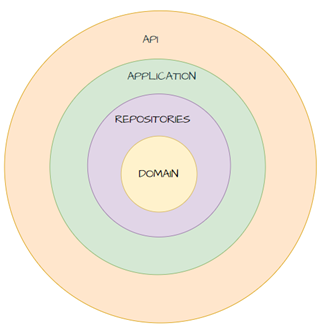 API
APPLICATION
REPOSITORIES
DOMAIN